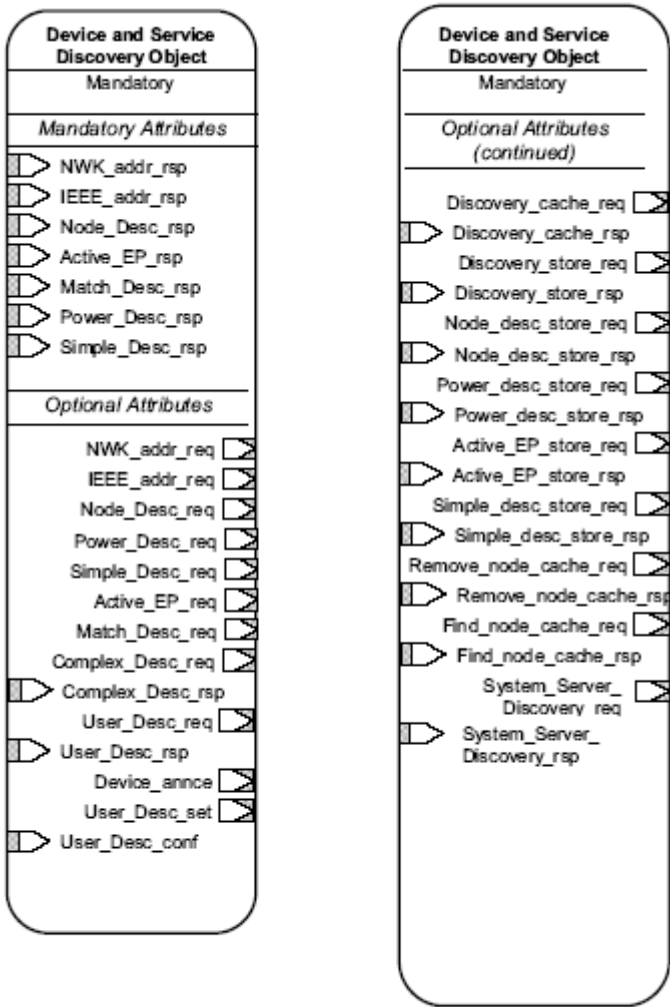 Device and Service
Discovery Object
Mandatory
Mandatory Attributes
NWK_addr_rsp
IEEE_addr_rsp
Node_Desc_rsp
Active_EP_rsp
Match_Desc_rsp
Power_Desc_rsp
Simple_Desc_rsp
Optional Attributes
NWK_addr_req
IEEE_addr_req
Node_Desc_req
Power_Desc_req
Simple_Desc_req
Active_EP_req
Match_Desc_req
Complex_Desc_req
Complex_Desc_rsp
User_Desc_req
User_Desc_rsp
Device_annce
User_Desc_set
User_Desc_conf
Device and Service
Discovery Object
Mandatory
Optional Attributes
(continued)
Discovery_cache_req
Discovery_cache_rsp
Discovery_store_req
Discovery_store_rsp
Node_desc_store_req
Node_desc_store_rsp
Power_desc_store_req
Power_desc_store_rsp
Active_EP_store_req
Active_EP_store_rsp
Simple_desc_store_req
Simple_desc_store_rsp
Remove_node_cache_req
Remove_node_cache_rsp
Find_node_cache_req
Find_node_cache_rsp
System_Server_
Discovery_req
System_Server_
Discovery_rsp